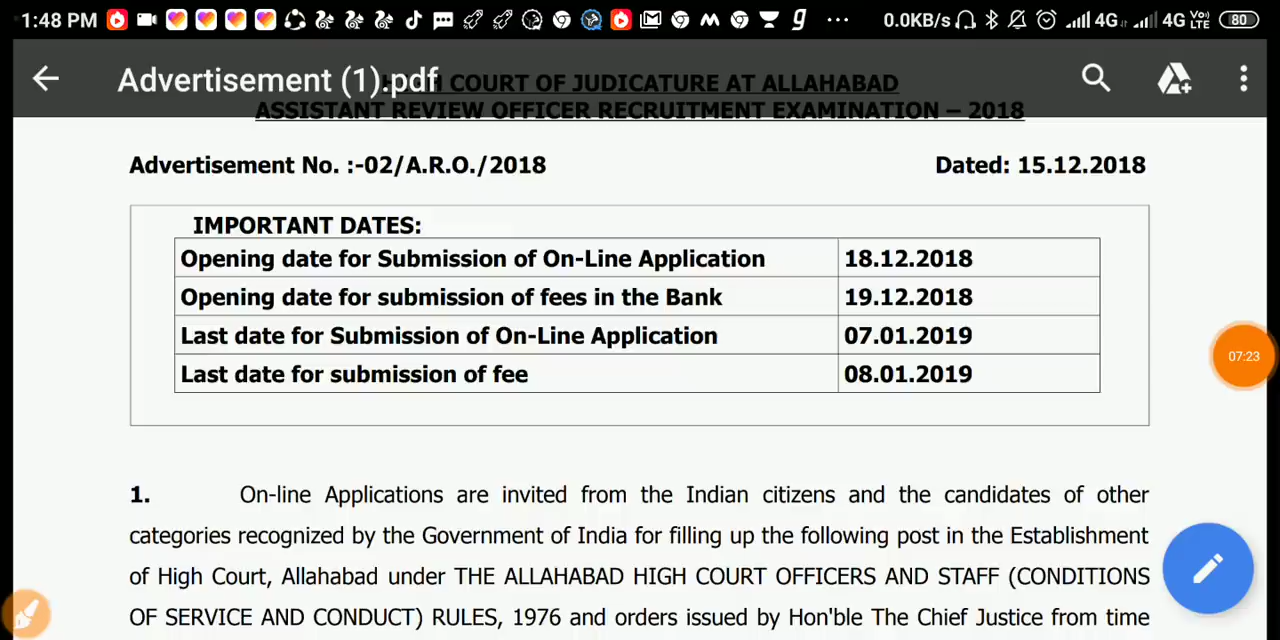 1:48 PM 0.0KB/s 4G 4G Vo) LTE 80
Advertisement (1).pdf
COURT OF JUDICATURE AT ALLAHABAD
ASSISTANT REVIEW OFFICER RECRUITMENT EXAMINATION – 2018
Advertisement No. :-02/A.R.O./2018 Dated: 15.12.2018
IMPORTANT DATES:
Opening date for Submission of On-Line Application 18.12.2018
Opening date for submission of fees in the Bank 19.12.2018
Last date for Submission of On-Line Application 07.01.2019
Last date for submission of fee 08.01.2019
07:23
1. On-line Applications are invited from the Indian citizens and the candidates of other
categories recognized by the Government of India for filling up the following post in the Establishment
of High Court, Allahabad under THE ALLAHABAD HIGH COURT OFFICERS AND STAFF (CONDITIONS
OF SERVICE AND CONDUCT) RULES, 1976 and orders issued by Hon'ble The Chief Justice from time